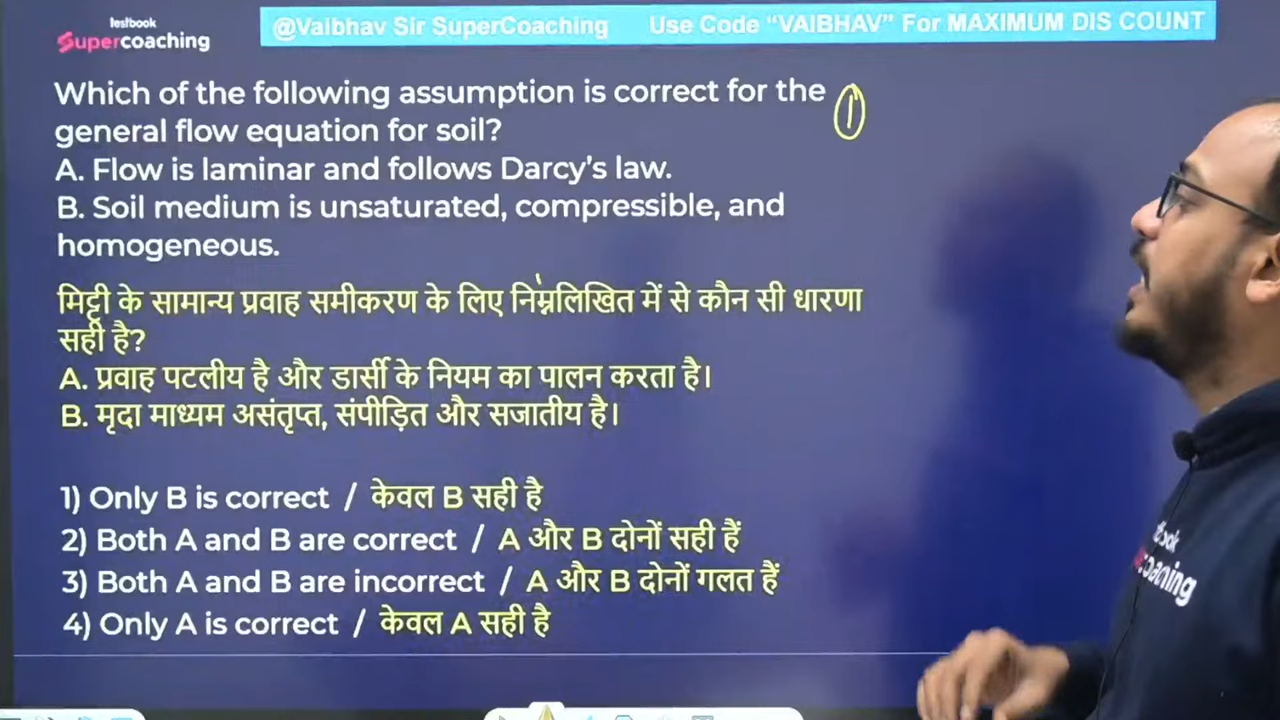 testbook
Supercoaching
@Vaibhav Sir SuperCoaching Use Code “VAIBHAV” For MAXIMUM DIS COUNT
Which of the following assumption is correct for the
general flow equation for soil?
1
A. Flow is laminar and follows Darcy’s law.
B. Soil medium is unsaturated, compressible, and
homogeneous.
मिट्टी के सामान्य प्रवाह समीकरण के लिए निम्नलिखित में से कौन सी धारणा
सही है?
A. प्रवाह पटलीय है और डार्सी के नियम का पालन करता है।
B. मृदा माध्यम असंतृप्त, संपीड़ित और सजातीय है।
1) Only B is correct / केवल B सही है
2) Both A and B are correct / A और B दोनों सही हैं
3) Both A and B are incorrect / A और B दोनों गलत हैं
4) Only A is correct / केवल A सही है